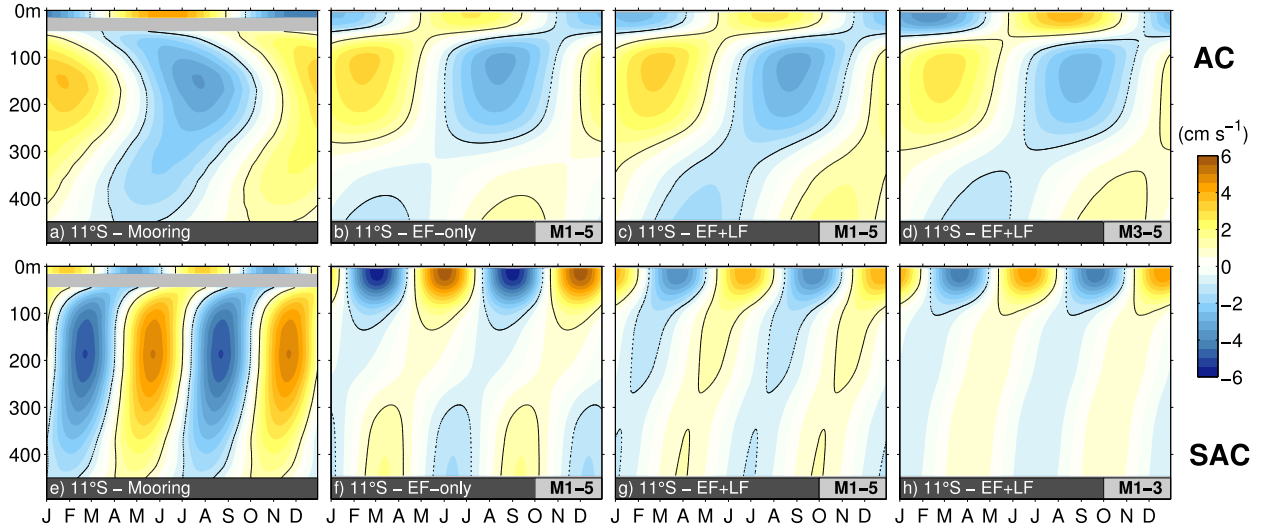 0m
100
200
300
400
a) 11°S – Mooring
b) 11°S – EF–only
M1–5
c) 11°S – EF+LF
M1–5
d) 11°S – EF+LF
M3–5
AC
(cm s⁻¹)
6
4
2
0
−2
−4
−6
0m
100
200
300
400
e) 11°S – Mooring
f) 11°S – EF–only
M1–5
g) 11°S – EF+LF
M1–5
h) 11°S – EF+LF
M1–3
SAC
J F M A M J J A S O N D
J F M A M J J A S O N D
J F M A M J J A S O N D
J F M A M J J A S O N D